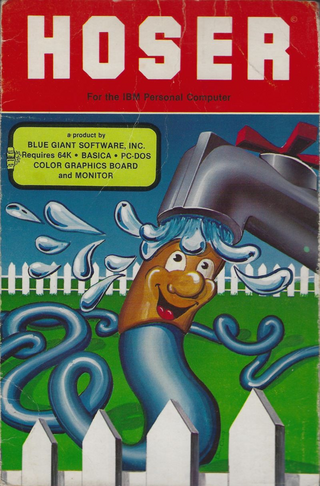 HOSER
©
For the IBM Personal Computer
a product by
BLUE GIANT SOFTWARE, INC.
Requires 64K • BASICA • PC-DOS
COLOR GRAPHICS BOARD
and MONITOR